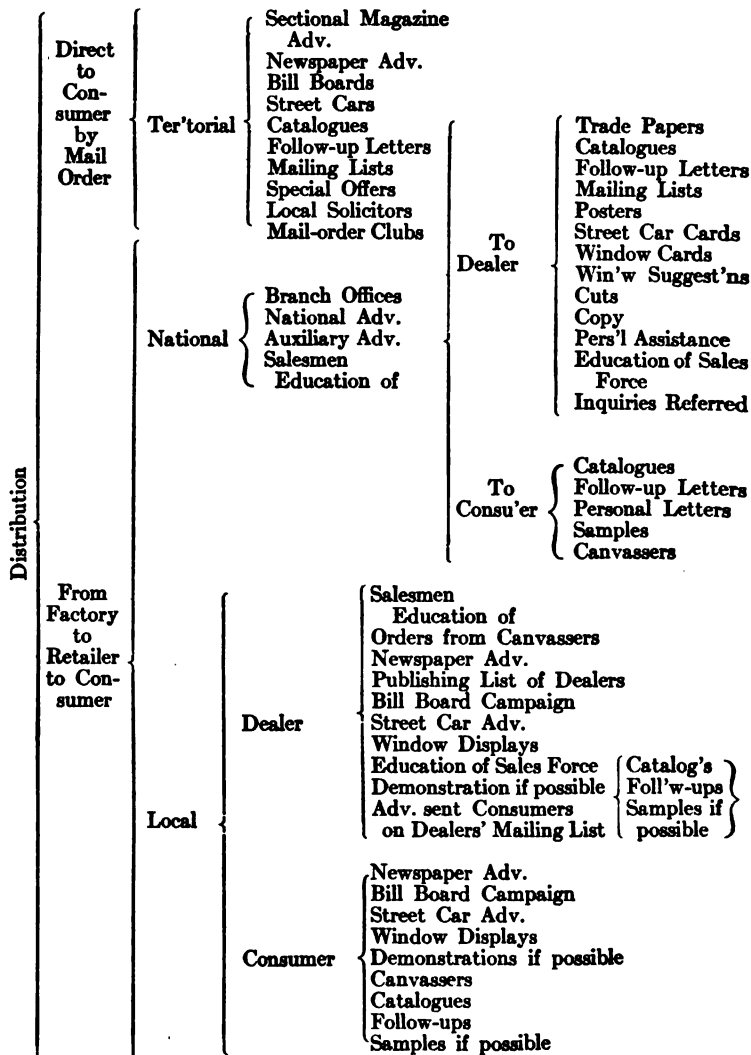 Distribution
Direct
to
Con-
sumer
by
Mail
Order
Ter'torial
Sectional Magazine
Adv.
Newspaper Adv.
Bill Boards
Street Cars
Catalogues
Follow-up Letters
Mailing Lists
Special Offers
Local Solicitors
Mail-order Clubs
From
Factory
to
Retailer
to Con-
sumer
National
Branch Offices
National Adv.
Auxiliary Adv.
Salesmen
Education of
To
Dealer
Trade Papers
Catalogues
Follow-up Letters
Mailing Lists
Posters
Street Car Cards
Window Cards
Win'w Suggest'ns
Cuts
Copy
Pers'l Assistance
Education of Sales
Force
Inquiries Referred
To
Consu'er
Catalogues
Follow-up Letters
Personal Letters
Samples
Canvassers
Local
Dealer
Salesmen
Education of
Orders from Canvassers
Newspaper Adv.
Publishing List of Dealers
Bill Board Campaign
Street Car Adv.
Window Displays
Education of Sales Force
Demonstration if possible
Adv. sent Consumers
on Dealers' Mailing List
Catalog's
Foll'w-ups
Samples if
possible
Consumer
Newspaper Adv.
Bill Board Campaign
Street Car Adv.
Window Displays
Demonstrations if possible
Canvassers
Catalogues
Follow-ups
Samples if possible